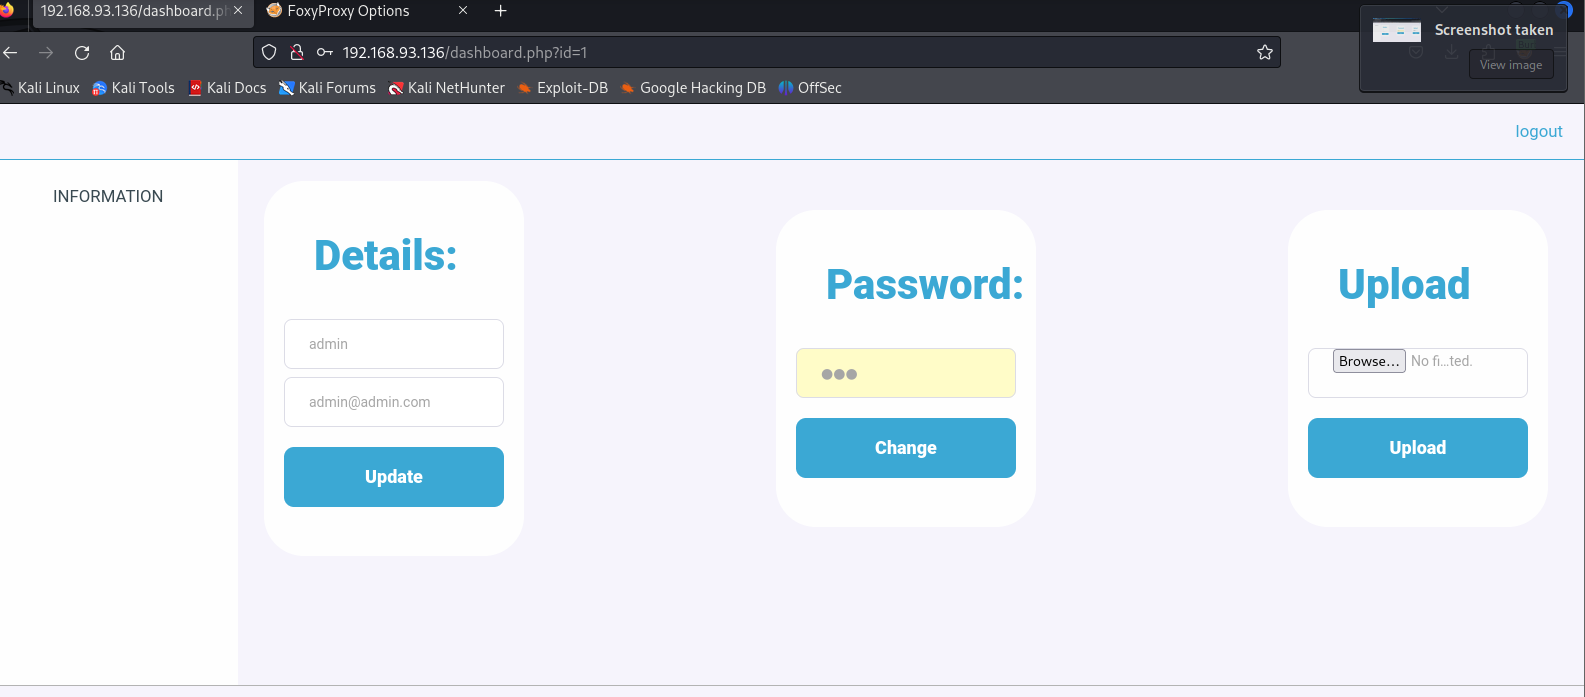 192.168.93.136/dashboard.p
FoxyProxy Options
Screenshot taken
View image
192.168.93.136/dashboard.php?id=1
Kali Linux
Kali Tools
Kali Docs
Kali Forums
Kali NetHunter
Exploit-DB
Google Hacking DB
OffSec
logout
INFORMATION
Details:
admin
admin@admin.com
Update
Password:
Change
Upload
Browse...
No fi...ted.
Upload